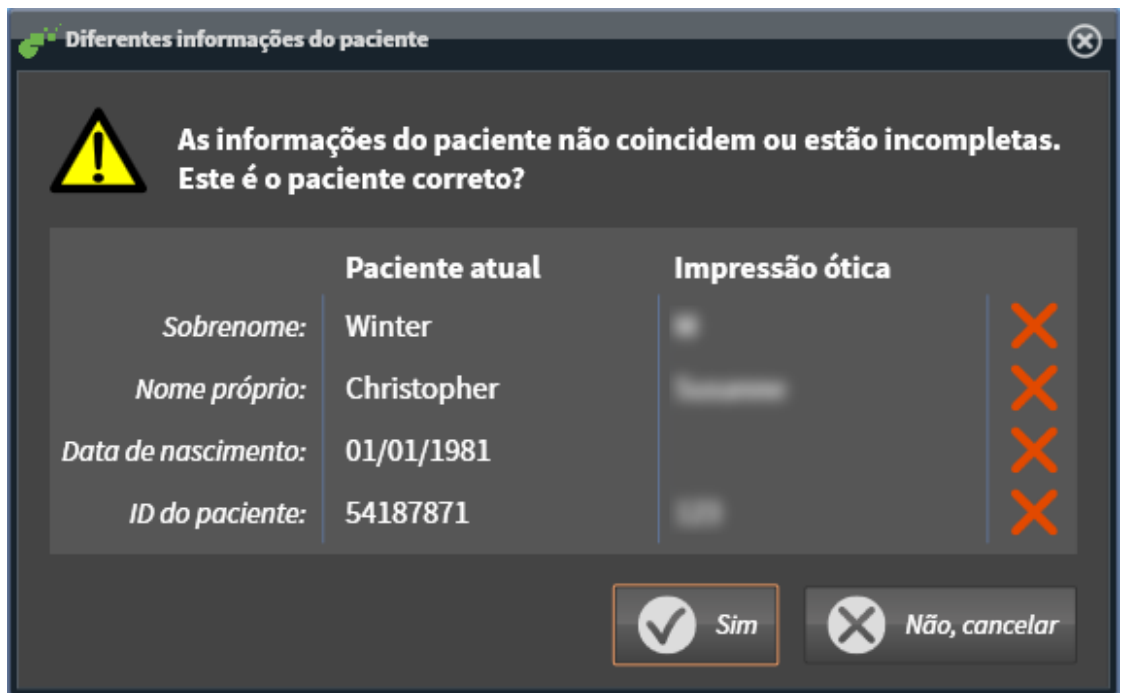 Diferentes informações do paciente
As informações do paciente não coincidem ou estão incompletas.
Este é o paciente correto?
Paciente atual Impressão ótica
Sobrenome: Winter
Nome próprio: Christopher
Data de nascimento: 01/01/1981
ID do paciente: 54187871
Sim Não, cancelar